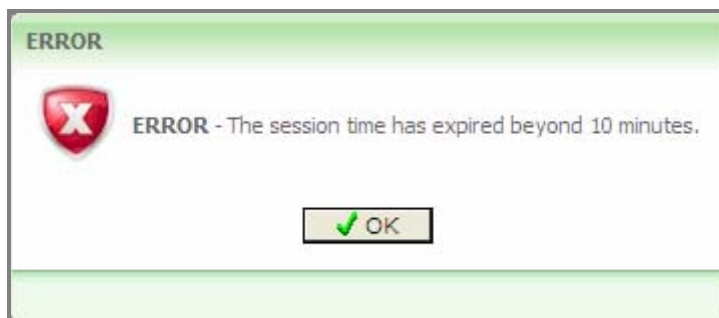 ERROR
ERROR - The session time has expired beyond 10 minutes.
OK